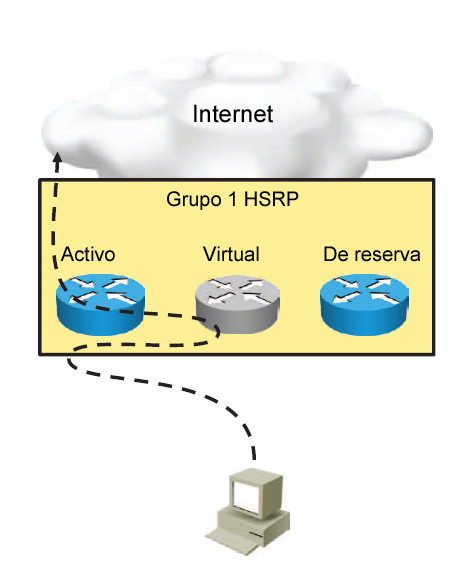 Internet
Grupo 1 HSRP
Activo
Virtual
De reserva